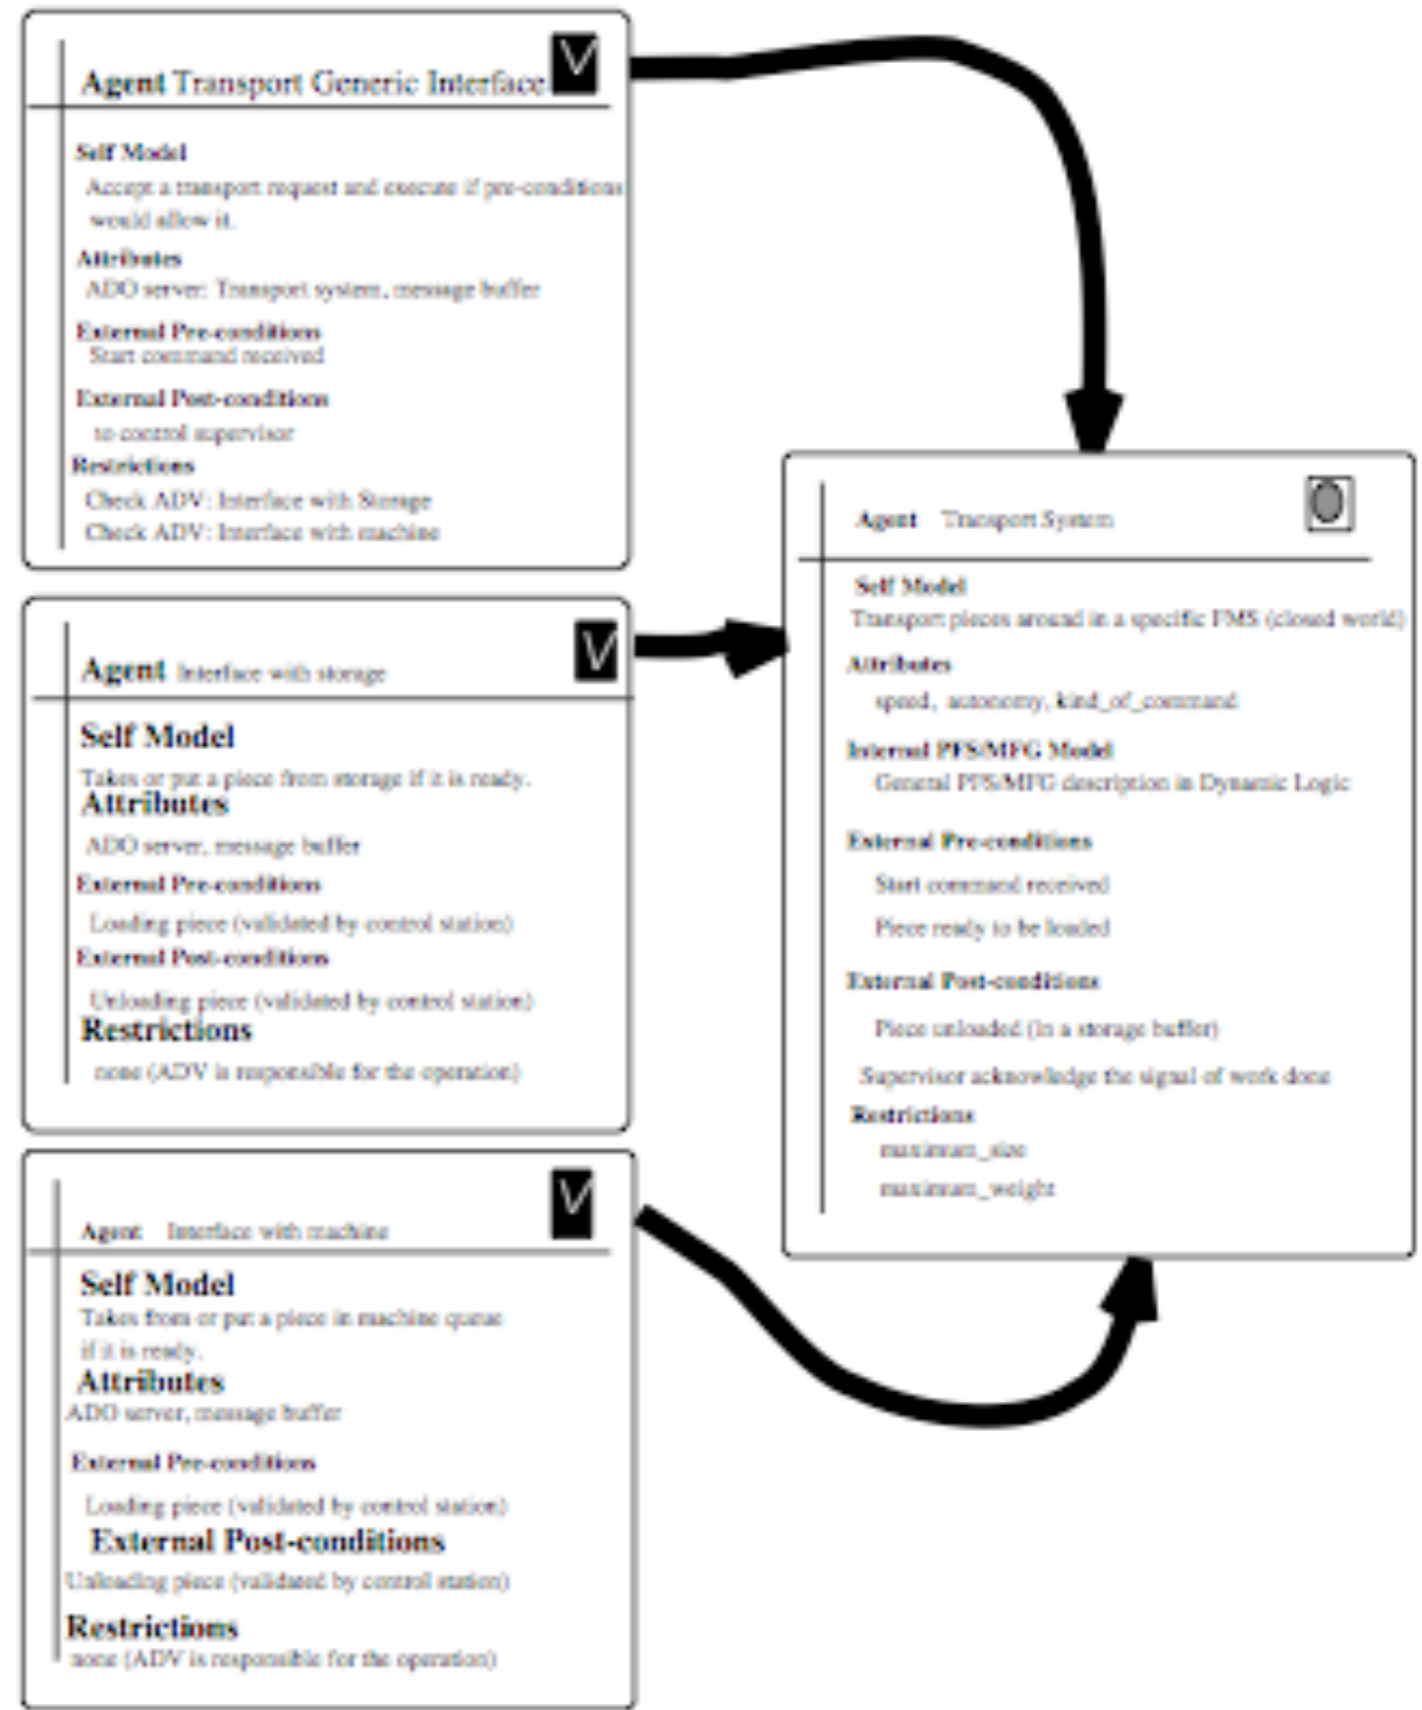 Agent Transport Generic Interface
V
Self Model
Accept a transport request and execute if pre-conditions
would allow it.
Attributes
ADO server: Transport system, message buffer
External Pre-conditions
Start command received
External Post-conditions
to control supervisor
Restrictions
Check ADV: Interface with Storage
Check ADV: Interface with machine
Agent Interface with storage
V
Self Model
Takes or put a piece from storage if it is ready.
Attributes
ADO server, message buffer
External Pre-conditions
Loading piece (validated by control station)
External Post-conditions
Unloading piece (validated by control station)
Restrictions
none (ADV is responsible for the operation)
Agent Interface with machine
V
Self Model
Takes from or put a piece in machine queue
if it is ready.
Attributes
ADO server, message buffer
External Pre-conditions
Loading piece (validated by control station)
External Post-conditions
Unloading piece (validated by control station)
Restrictions
none (ADV is responsible for the operation)
Agent Transport System
O
Self Model
Transport pieces around in a specific FMS (closed world)
Attributes
speed, autonomy, kind_of_command
Internal PFS/MFG Model
General PFS/MFG description in Dynamic Logic
External Pre-conditions
Start command received
Piece ready to be loaded
External Post-conditions
Piece unloaded (in a storage buffer)
Supervisor acknowledge the signal of work done
Restrictions
maximum_size
maximum_weight